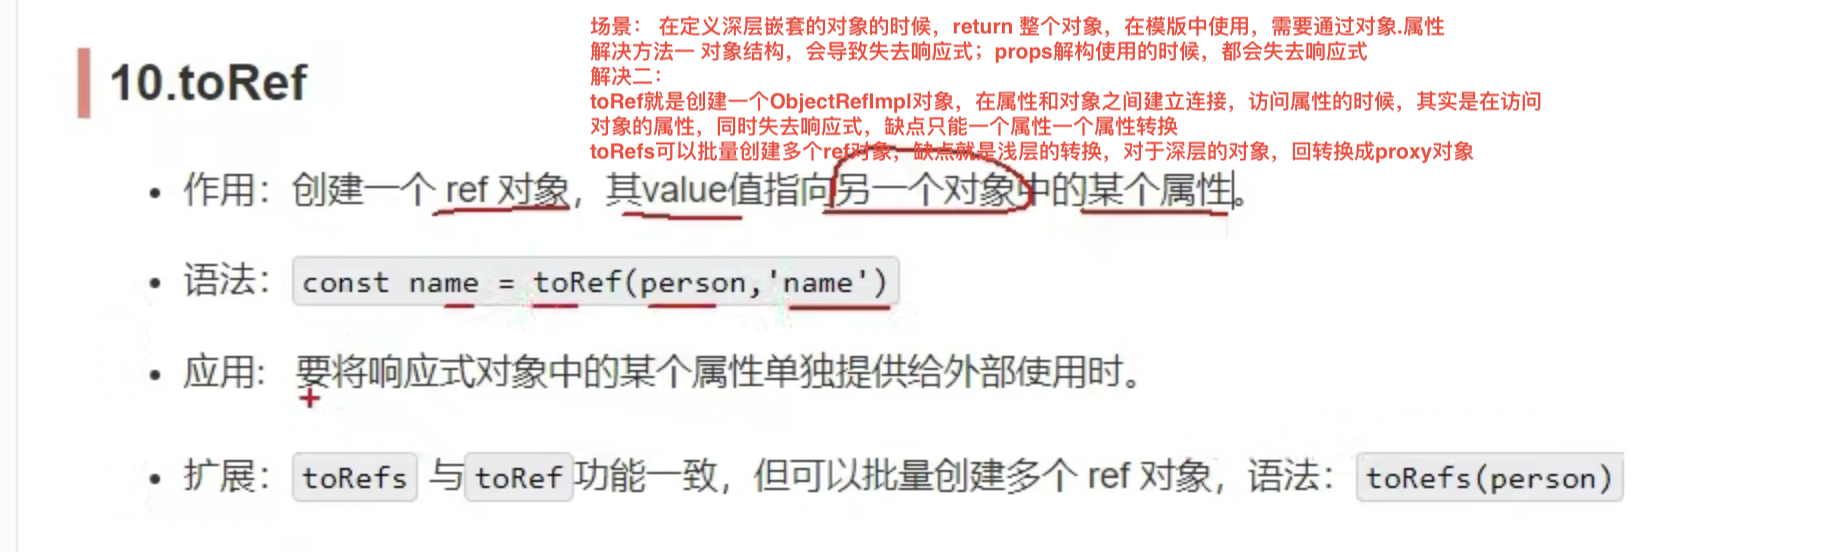 场景： 在定义深层嵌套的对象的时候，return 整个对象，在模版中使用，需要通过对象.属性
解决方法一 对象结构，会导致失去响应式；props解构使用的时候，都会失去响应式
解决二：
toRef就是创建一个ObjectRefImpl对象，在属性和对象之间建立连接，访问属性的时候，其实是在访问
对象的属性，同时失去响应式，缺点只能一个属性一个属性转换
toRefs可以批量创建多个ref对象，缺点就是浅层的转换，对于深层的对象，回转换成proxy对象
10.toRef
• 作用：创建一个 ref 对象，其value值指向另一个对象中的某个属性。
• 语法：const name = toRef(person,'name')
• 应用: 要将响应式对象中的某个属性单独提供给外部使用时。
• 扩展：toRefs 与toRef功能一致，但可以批量创建多个 ref 对象，语法：toRefs(person)